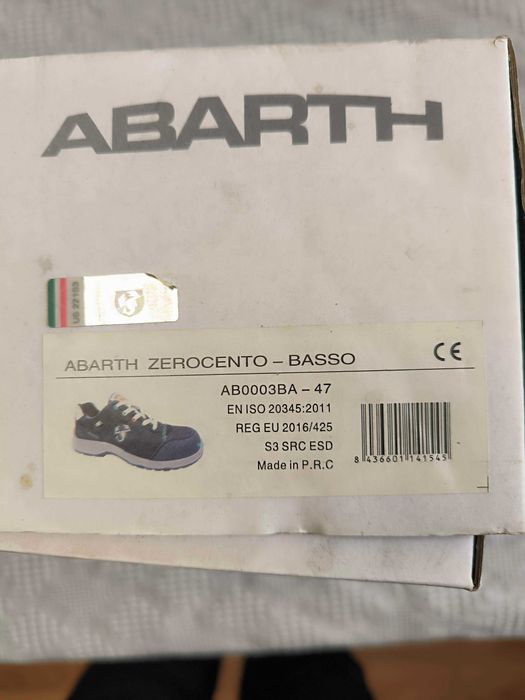 ABARTH
ABARTH ZEROCENTO – BASSO
CE
AB0003BA – 47
EN ISO 20345:2011
REG EU 2016/425
S3 SRC ESD
Made in P.R.C
8 436601 141545